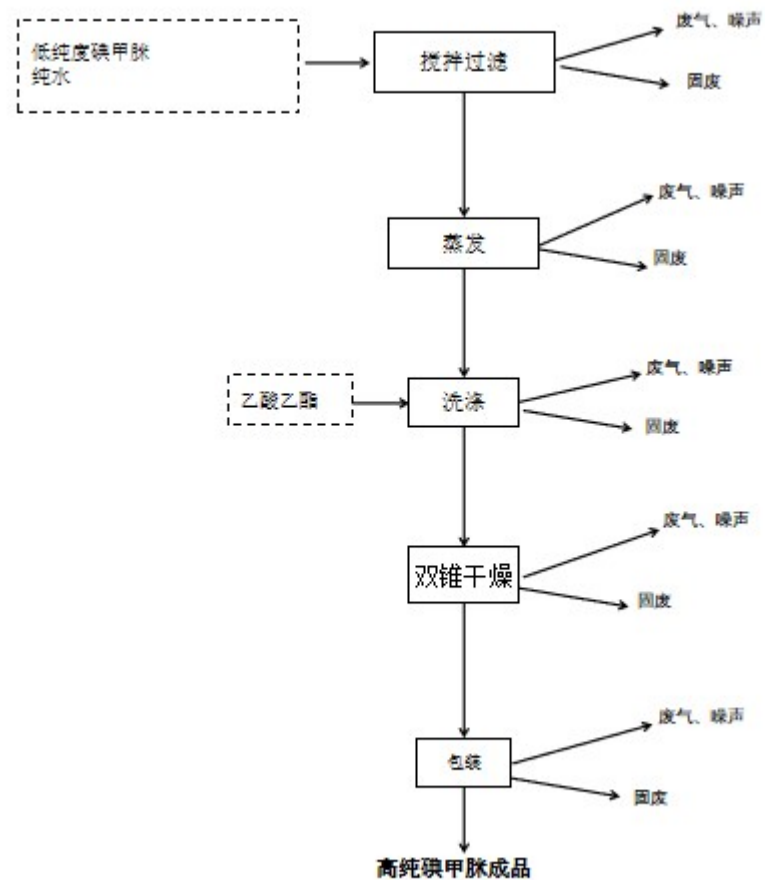 废气、噪声
低纯度碘甲脒
纯水
搅拌过滤
固废
废气、噪声
蒸发
固废
废气、噪声
乙酸乙酯
洗涤
固废
废气、噪声
双锥干燥
固废
废气、噪声
包装
固废
高纯碘甲脒成品